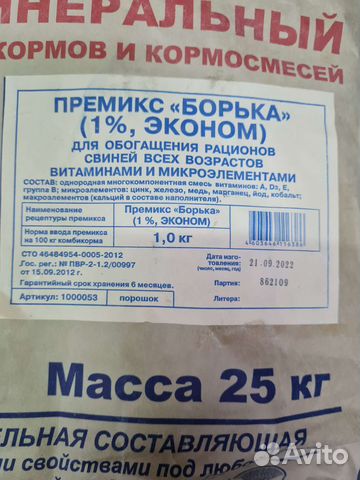 НЕРАЛЬНЫЙ
КОРМОВ И КОРМОСМЕСЕЙ
ПРЕМИКС «БОРЬКА»
(1%, ЭКОНОМ)
ДЛЯ ОБОГАЩЕНИЯ РАЦИОНОВ
СВИНЕЙ ВСЕХ ВОЗРАСТОВ
ВИТАМИНАМИ И МИКРОЭЛЕМЕНТАМИ
СОСТАВ: однородная многокомпонентная смесь витаминов: А, D₃, Е,
группа В; микроэлементов: цинк, железо, медь, марганец, йод, кобальт;
макроэлементов (кальций в составе наполнителя).
Наименование рецептуры премикса
Премикс «Борька» (1 %, ЭКОНОМ)
Норма ввода премикса на 100 кг комбикорма
1,0 кг
4603646116384
СТО 46484954-0005-2012
Гос. рег.: № ПВР-2-1.2/00997
от 15.09.2012 г.
Гарантийный срок хранения 6 месяцев.
Дата изготовления: (число, месяц, год)
21.09.2022
Партия: 862109
Артикул: 1000053
порошок
Литера:
Масса 25 кг
ЕЛЬНАЯ СОСТАВЛЯЮЩАЯ
ми свойствами под любо
Avito